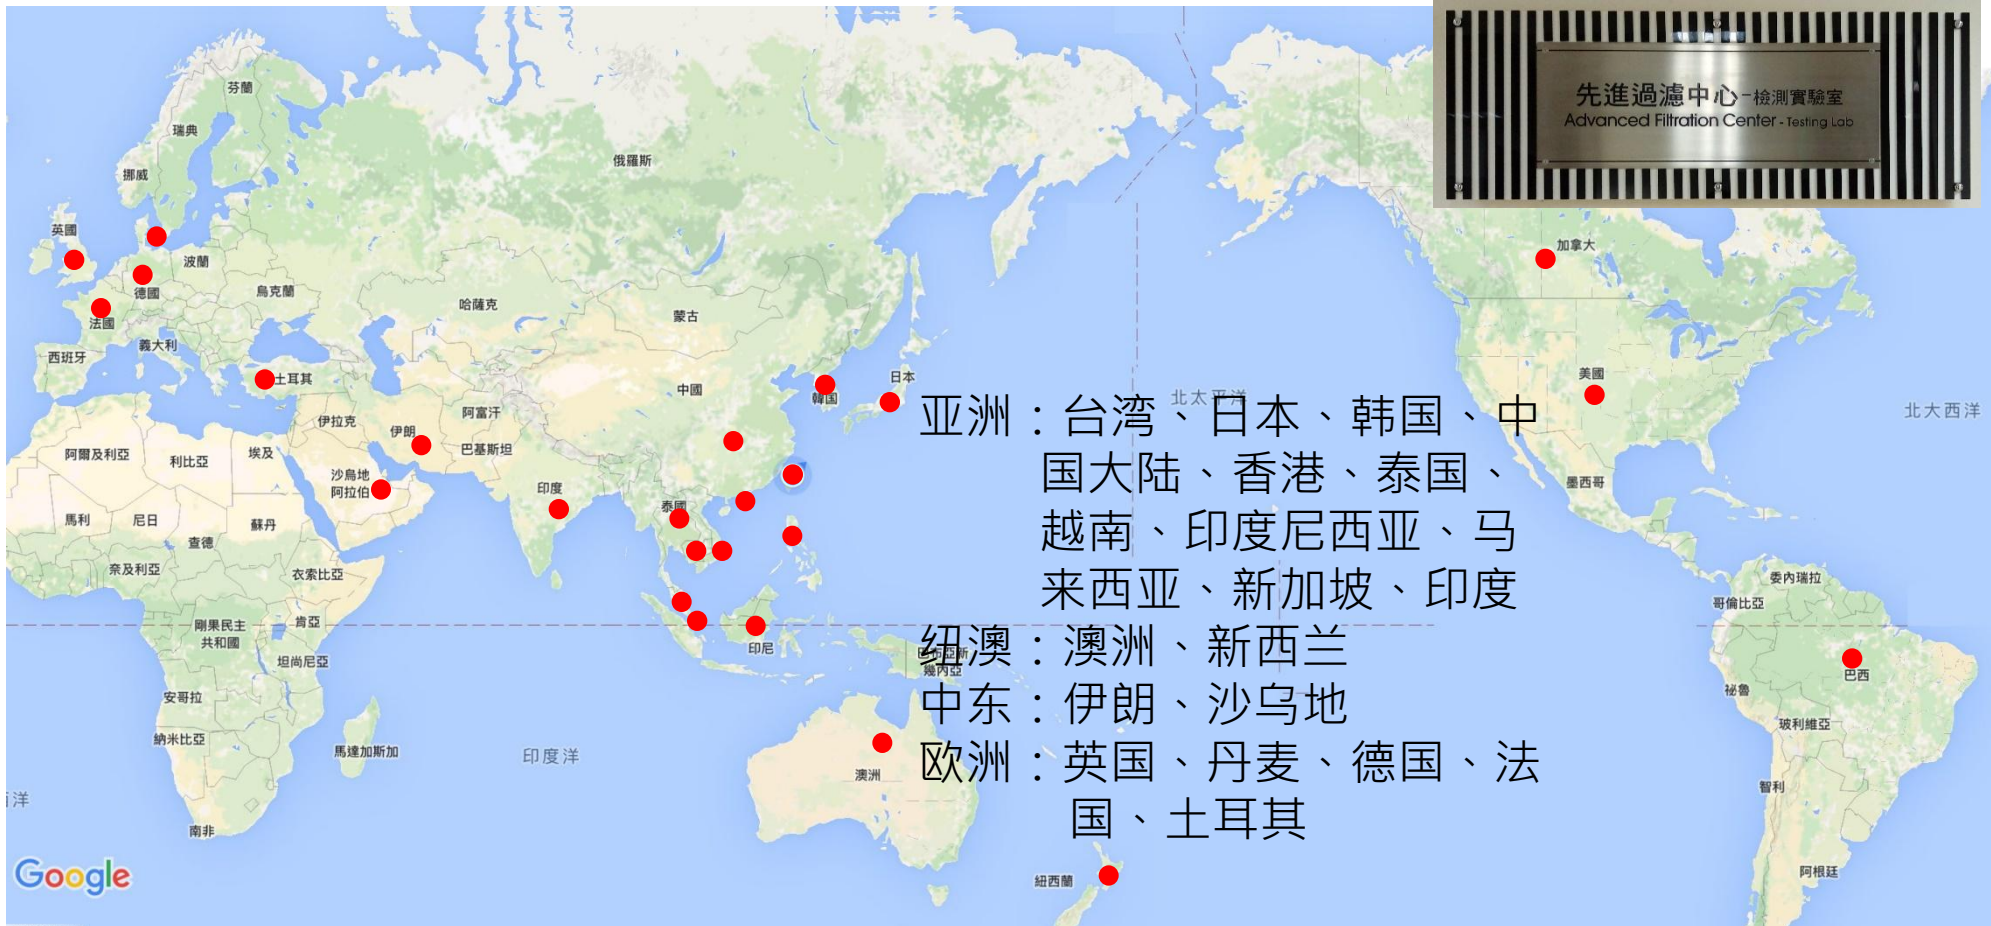 先進過濾中心-檢測實驗室
Advanced Filtration Center - Testing Lab
芬蘭
瑞典
挪威
俄羅斯
英國
波蘭
德國
烏克蘭
法國
哈薩克
蒙古
義大利
西班牙
土耳其
中國
韓国
日本
北太平洋
加拿大
美國
北大西洋
墨西哥
伊拉克
阿富汗
伊朗
巴基斯坦
阿爾及利亞
利比亞
埃及
沙烏地
阿拉伯
印度
泰國
馬利
尼日
蘇丹
查德
奈及利亞
衣索比亞
剛果民主
共和國
肯亞
坦尚尼亞
印尼
幾內亞
委內瑞拉
哥倫比亞
巴西
祕魯
玻利維亞
安哥拉
納米比亞
馬達加斯加
印度洋
澳洲
智利
洋
南非
紐西蘭
阿根廷
亚洲：台湾、日本、韩国、中
国大陆、香港、泰国、
越南、印度尼西亚、马
来西亚、新加坡、印度
纽澳：澳洲、新西兰
中东：伊朗、沙乌地
欧洲：英国、丹麦、德国、法
国、土耳其
Google